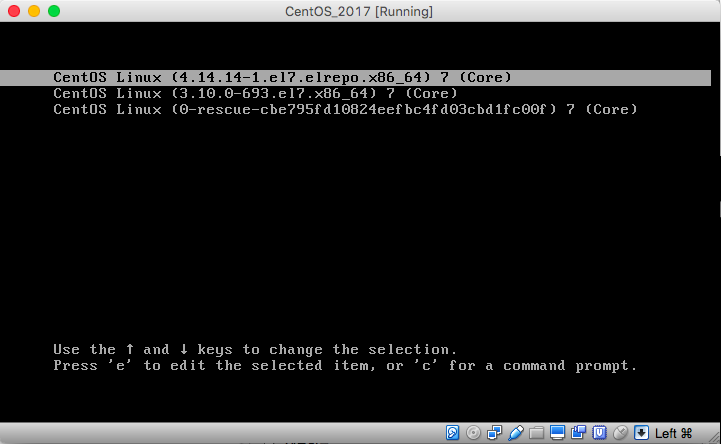 CentOS_2017 [Running]
CentOS Linux (4.14.14-1.el7.elrepo.x86_64) 7 (Core)
CentOS Linux (3.10.0-693.el7.x86_64) 7 (Core)
CentOS Linux (0-rescue-cbe795fd10824eefbc4fd03cbd1fc00f) 7 (Core)
Use the ↑ and ↓ keys to change the selection.
Press 'e' to edit the selected item, or 'c' for a command prompt.
Left ⌘